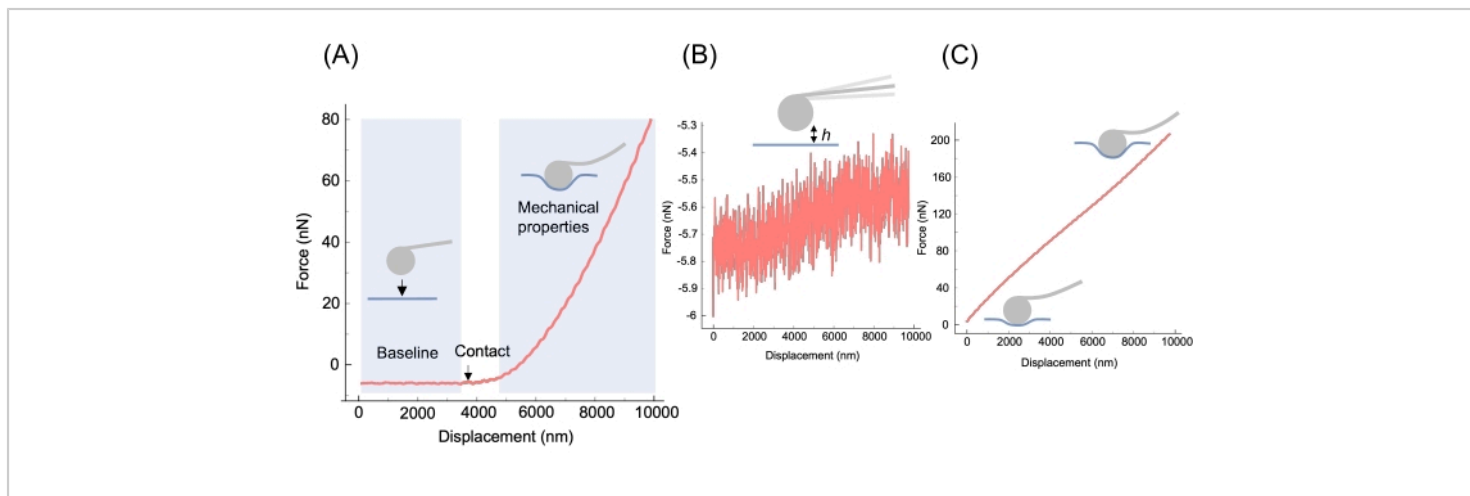 (A)
Force (nN)
80
60
40
20
0
Mechanical
properties
Baseline
Contact
0 2000 4000 6000 8000 10000
Displacement (nm)
(B)
h
Force (nN)
-5.3
-5.4
-5.5
-5.6
-5.7
-5.8
-5.9
-6
0 2000 4000 6000 8000 10000
Displacement (nm)
(C)
Force (nN)
200
160
120
80
40
0
0 2000 4000 6000 8000 10000
Displacement (nm)